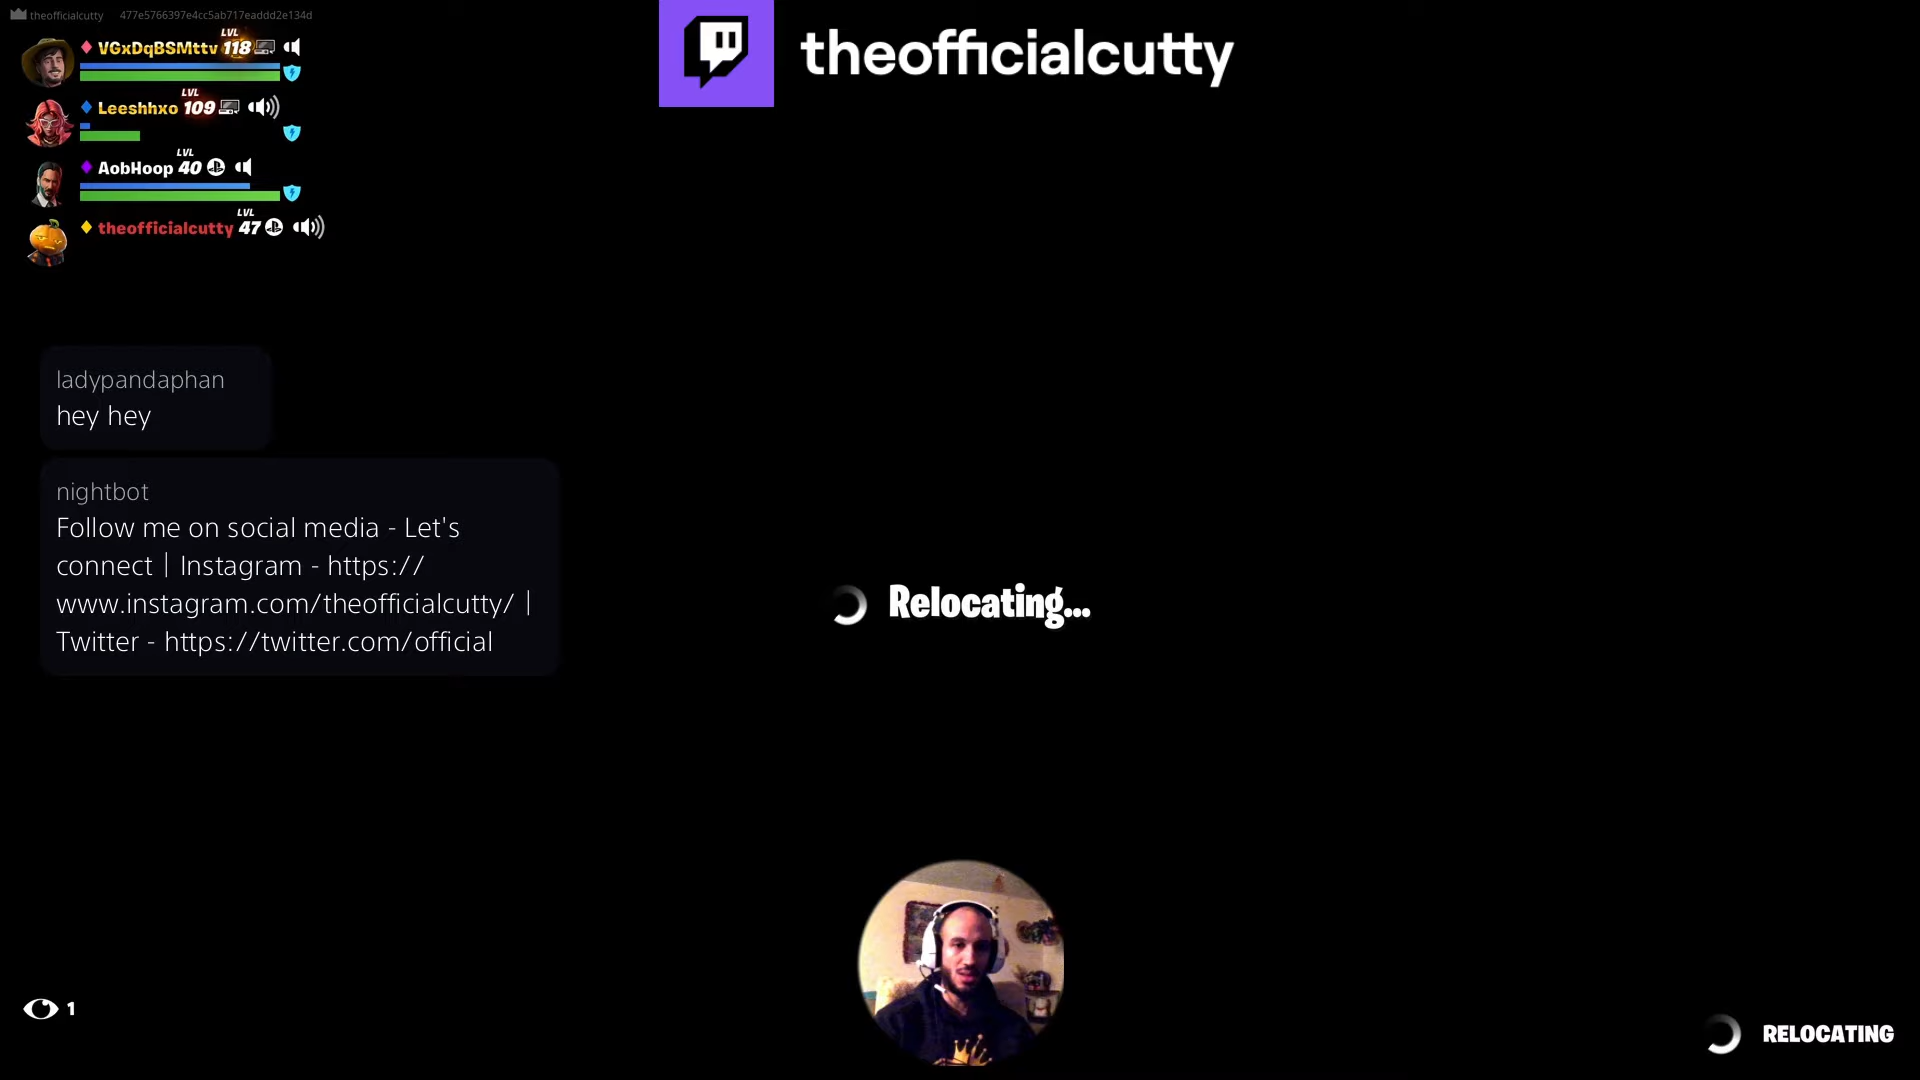 theofficialcutty 477e5766397e4cc5ab717eaddd2e134d
theofficialcutty
LVL
VGxDqBSMttv 118
LVL
Leeshhxo 109
LVL
AobHoop 40
LVL
theofficialcutty 47
ladypandaphan
hey hey
nightbot
Follow me on social media - Let's
connect | Instagram - https://
www.instagram.com/theofficialcutty/ |
Twitter - https://twitter.com/official
Relocating...
1
RELOCATING